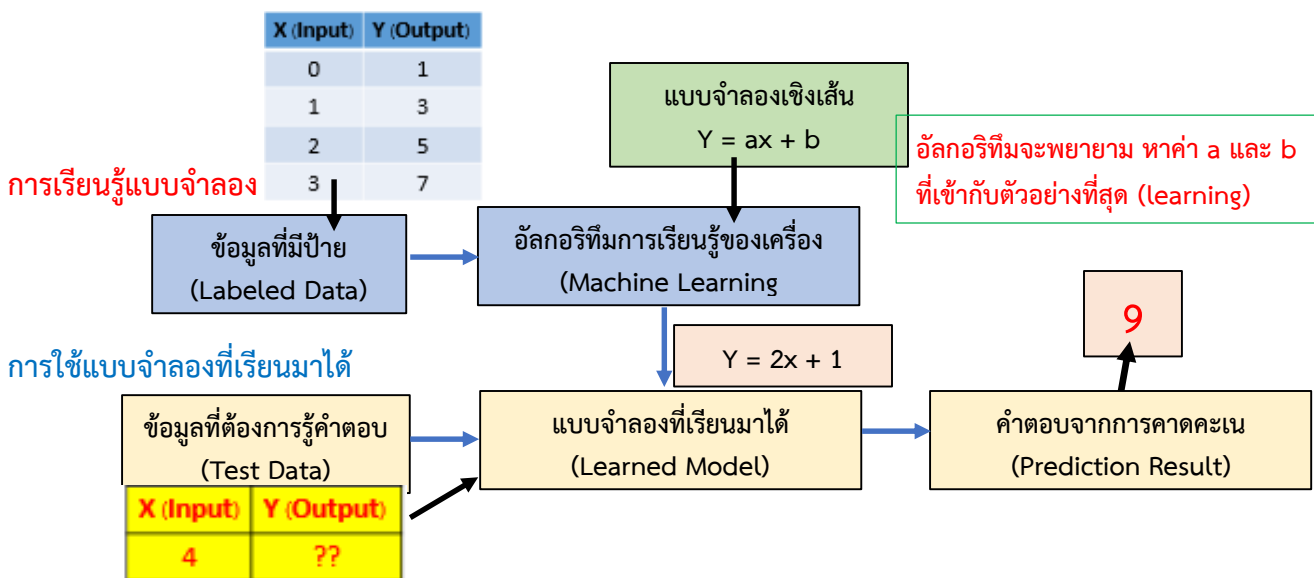 X (Input) Y (Output)
0 1
1 3
2 5
3 7
แบบจำลองเชิงเส้น
Y = ax + b
อัลกอริทึมจะพยายาม หาค่า a และ b
ที่เข้ากับตัวอย่างที่สุด (learning)
การเรียนรู้แบบจำลอง
ข้อมูลที่มีป้าย
(Labeled Data)
อัลกอริทึมการเรียนรู้ของเครื่อง
(Machine Learning
9
Y = 2x + 1
การใช้แบบจำลองที่เรียนมาได้
ข้อมูลที่ต้องการรู้คำตอบ
(Test Data)
แบบจำลองที่เรียนมาได้
(Learned Model)
คำตอบจากการคาดคะเน
(Prediction Result)
X (Input) Y (Output)
4 ??